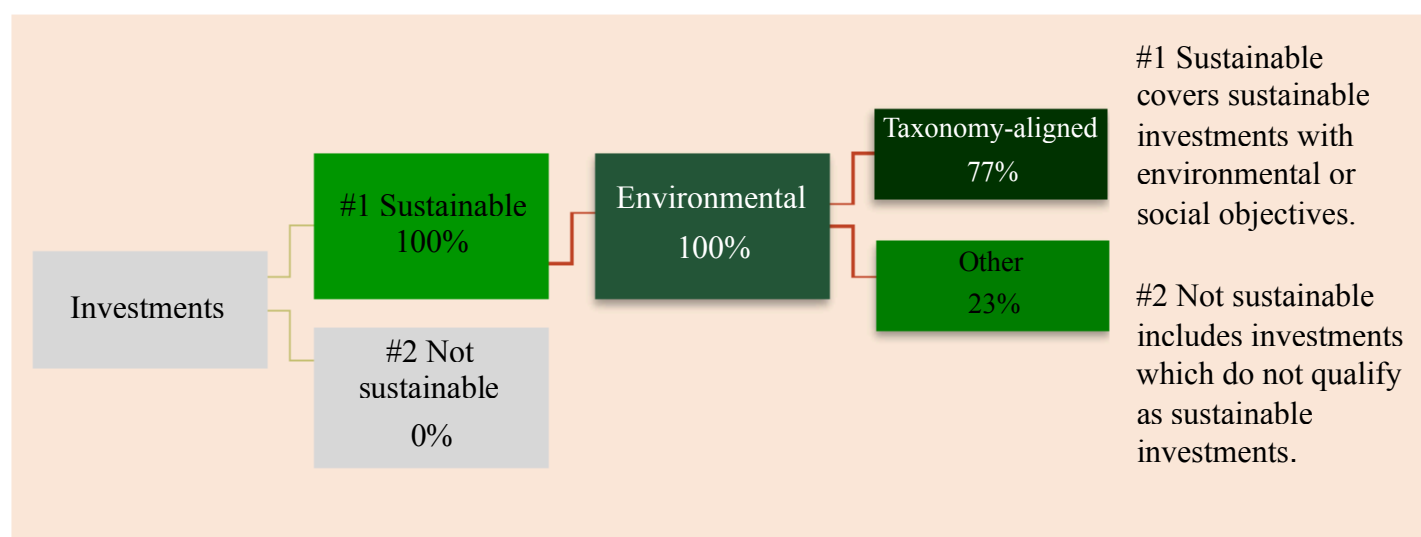 Investments
#1 Sustainable
100%
#2 Not
sustainable
0%
Environmental
100%
Taxonomy-aligned
77%
Other
23%
#1 Sustainable
covers sustainable
investments with
environmental or
social objectives.
#2 Not sustainable
includes investments
which do not qualify
as sustainable
investments.